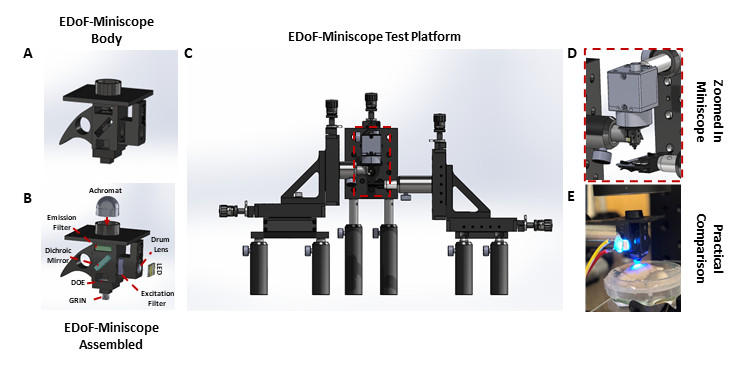 EDoF-Miniscope
Body
A
C
EDoF-Miniscope Test Platform
D
Zoomed In
Miniscope
B
Achromat
Emission
Filter
Dichroic
Mirror
Drum
Lens
LED
DOE
GRIN
Excitation
Filter
E
Practical
Comparison
EDoF-Miniscope
Assembled